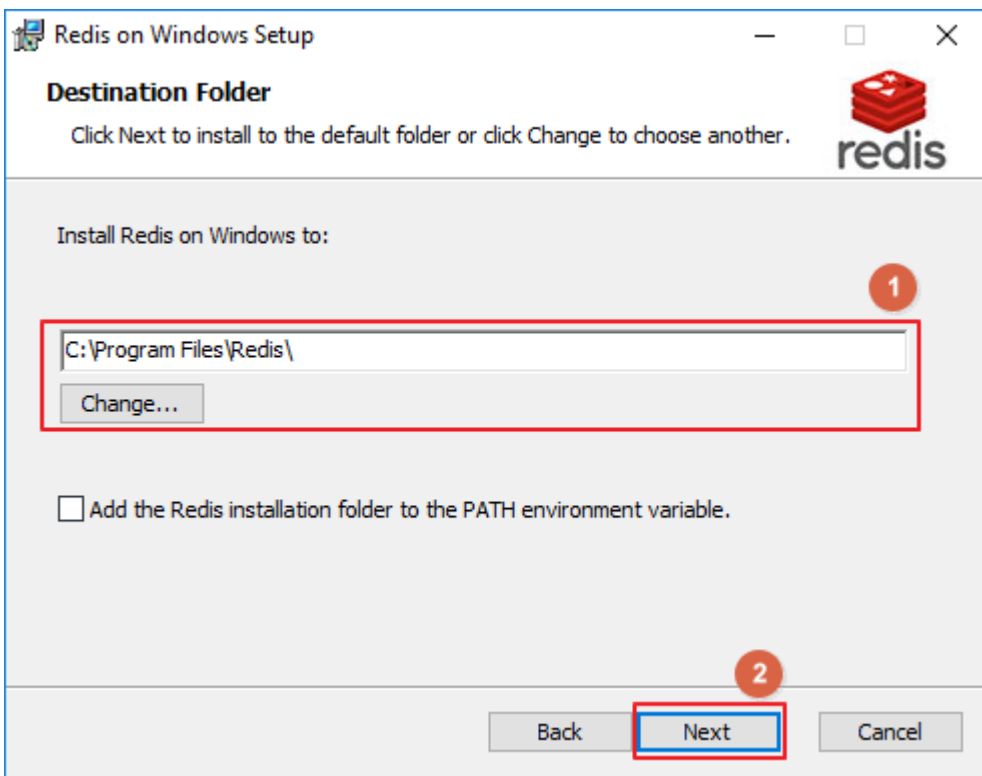 Redis on Windows Setup
Destination Folder
Click Next to install to the default folder or click Change to choose another.
redis
Install Redis on Windows to:
1
C:\Program Files\Redis\
Change...
Add the Redis installation folder to the PATH environment variable.
2
Back Next Cancel